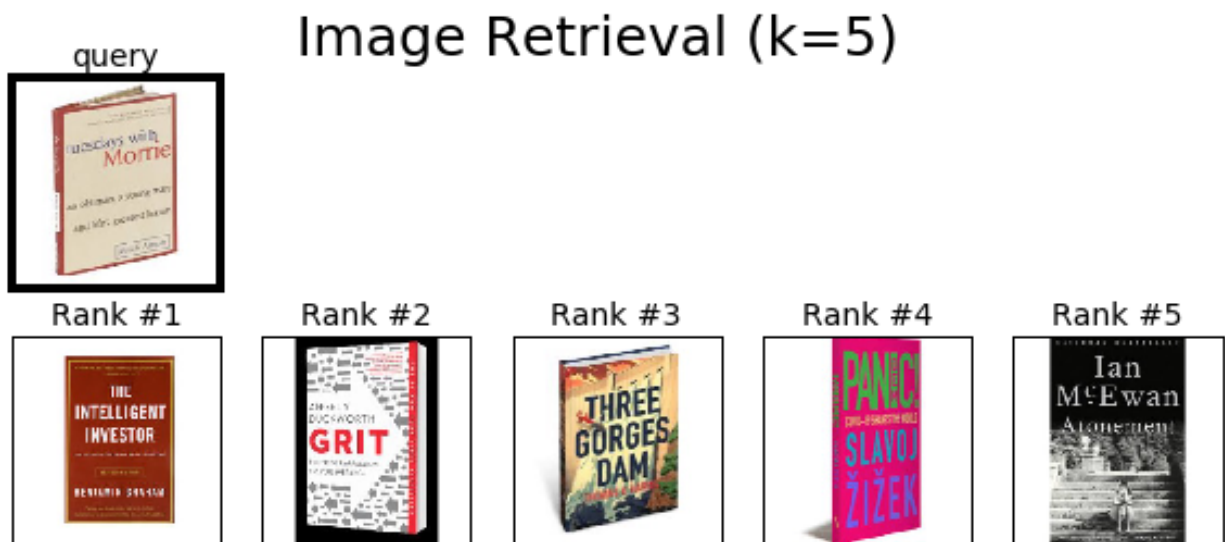 Image Retrieval (k=5)
query
Tuesdays with
Morrie
Rank #1
Rank #2
Rank #3
Rank #4
Rank #5
THE
INTELLIGENT
INVESTOR
BENJAMIN GRAHAM
ANGELA
DUCKWORTH
GRIT
THREE
GORGES
DAM
PANIC!
SLAVOJ
ŽIŽEK
Ian
McEwan
Atonement